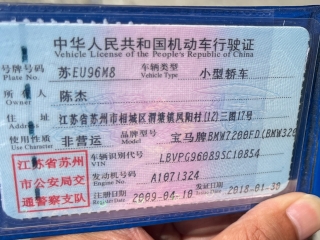 中华人民共和国机动车行驶证
Vehicle License of the People's Republic of China
号牌号码 苏EU96M8 车辆类型 小型轿车
Plate No. Vehicle Type
所有人 陈杰
Owner
住址 江苏省苏州市相城区渭塘镇凤阳村(12)三图17号
Address
使用性质 非营运 品牌型号 宝马牌BMW7200FD(BMW320
Use Character Model
江苏省苏州
市公安局交
通警察支队
车辆识别代号 LBVPG96089SC10854
VIN
发动机号码 A1071324
Engine No.
注册日期 2009-04-10 发证日期 2018-01-30
Register Date Issue Date